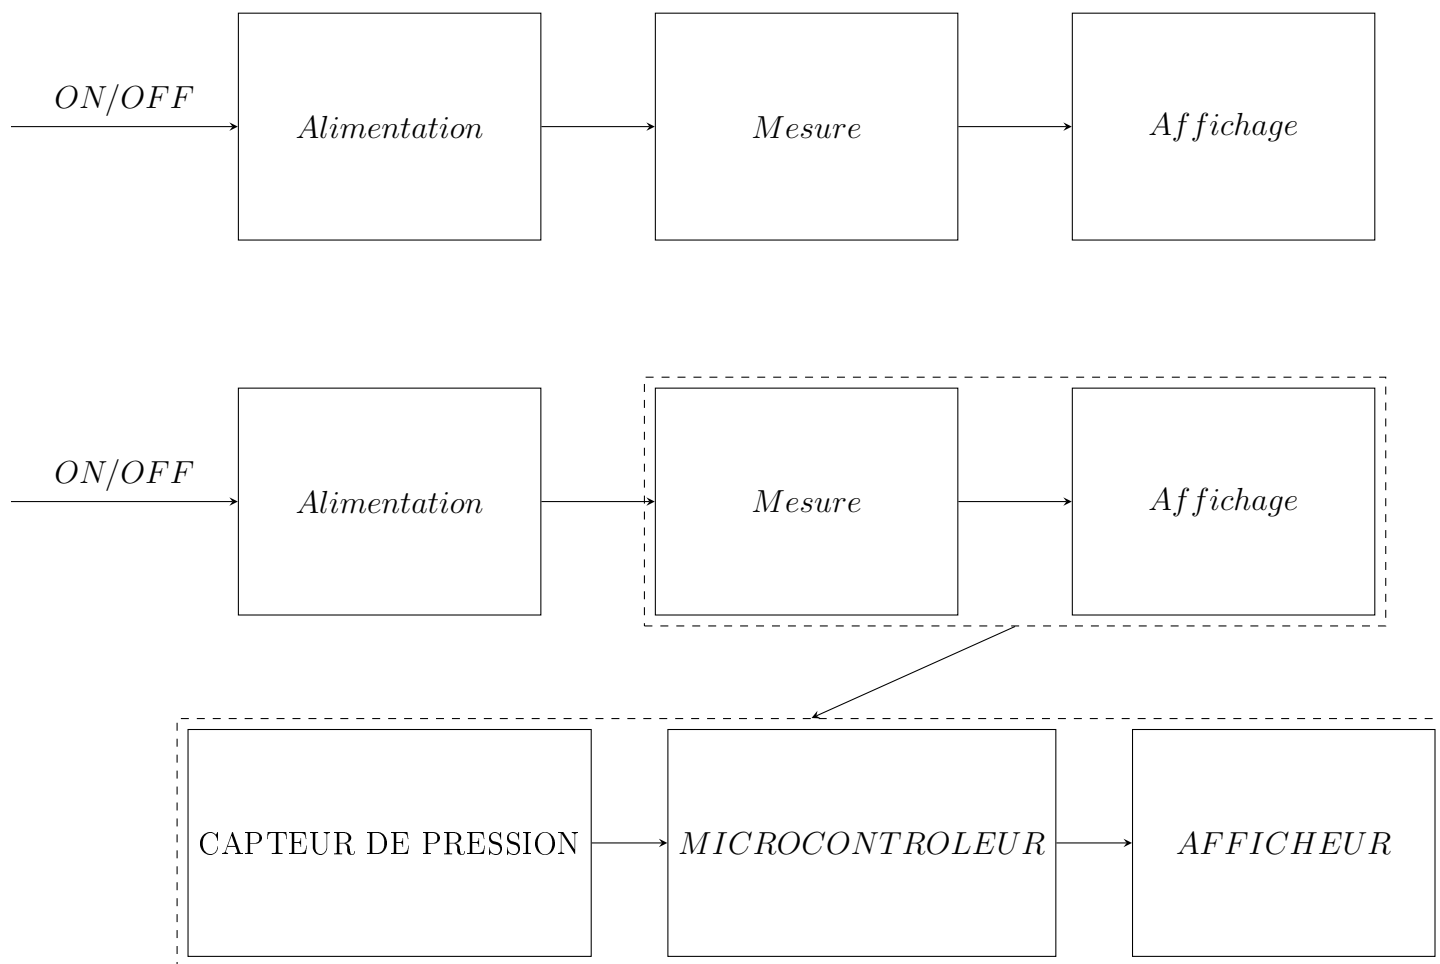 ON/OFF
Alimentation
Mesure
Affichage
ON/OFF
Alimentation
Mesure
Affichage
CAPTEUR DE PRESSION
MICROCONTROLEUR
AFFICHEUR